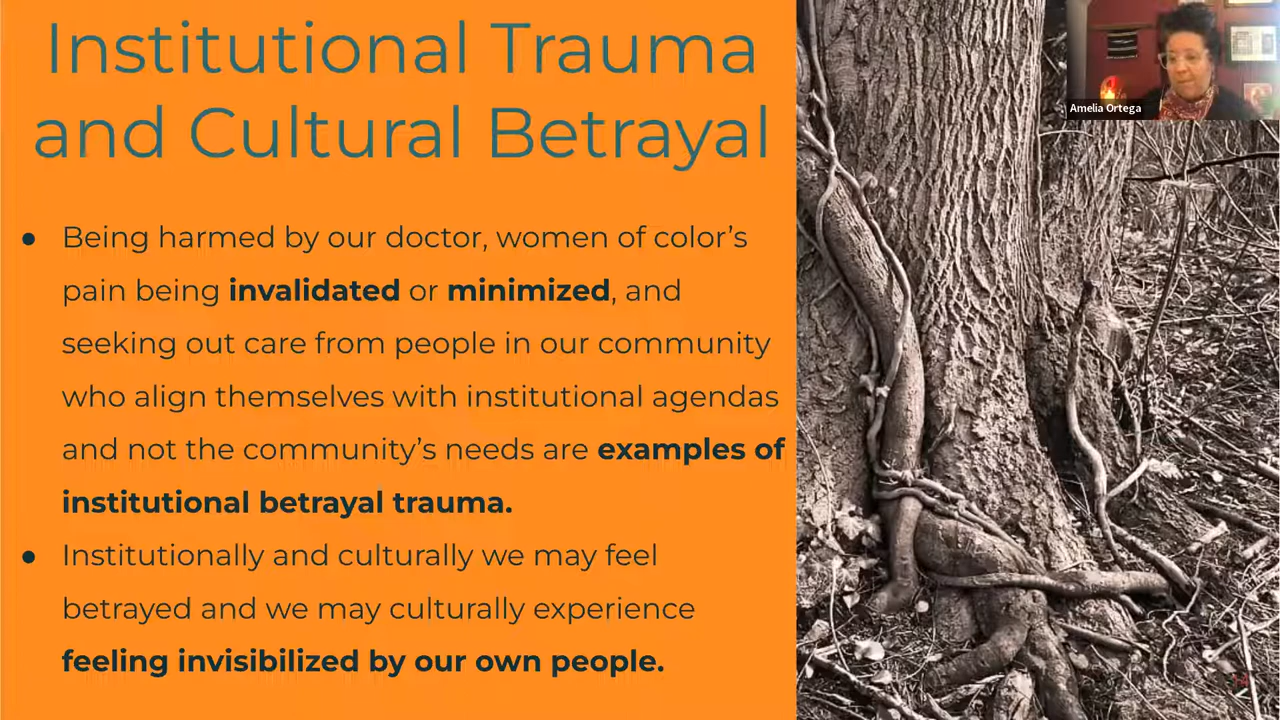 Institutional Trauma
and Cultural Betrayal
● Being harmed by our doctor, women of color's
pain being invalidated or minimized, and
seeking out care from people in our community
who align themselves with institutional agendas
and not the community's needs are examples of
institutional betrayal trauma.
● Institutionally and culturally we may feel
betrayed and we may culturally experience
feeling invisibilized by our own people.
Amelia Ortega